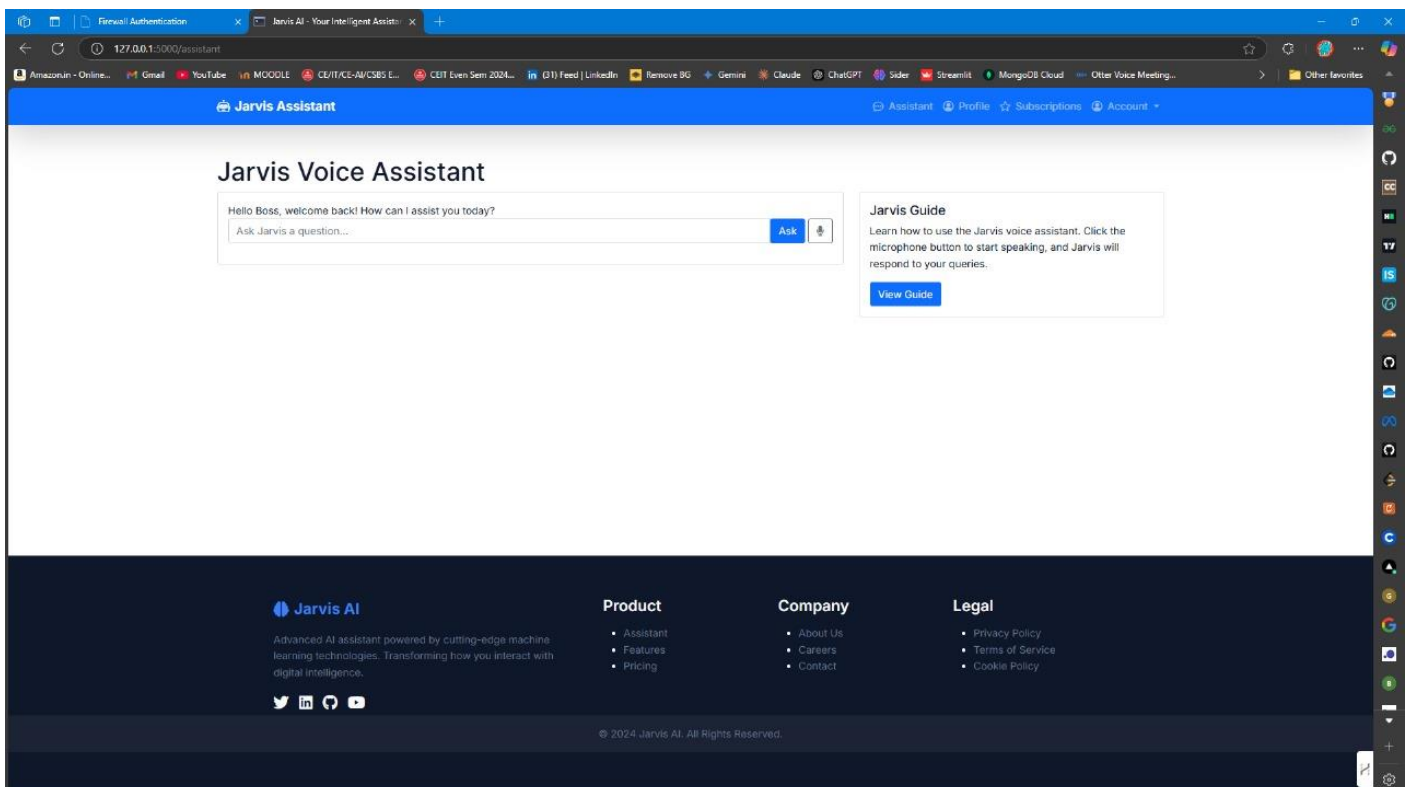 Firewall Authentication
Jarvis AI - Your Intelligent Assistan
127.0.0.1:5000/assistant
Amazon.in - Online... Gmail YouTube MOODLE CE/IT/CE-AI/CSBS E... CEIT Even Sem 2024... (31) Feed | LinkedIn Remove BG Gemini Claude ChatGPT Sider Streamlit MongoDB Cloud Otter Voice Meeting... Other favorites
Jarvis Assistant Assistant Profile Subscriptions Account
Jarvis Voice Assistant
Hello Boss, welcome back! How can I assist you today?
Ask Jarvis a question... Ask
Jarvis Guide
Learn how to use the Jarvis voice assistant. Click the
microphone button to start speaking, and Jarvis will
respond to your queries.
View Guide
Jarvis AI
Advanced AI assistant powered by cutting-edge machine
learning technologies. Transforming how you interact with
digital intelligence.
Product
Assistant
Features
Pricing
Company
About Us
Careers
Contact
Legal
Privacy Policy
Terms of Service
Cookie Policy
© 2024 Jarvis AI. All Rights Reserved.